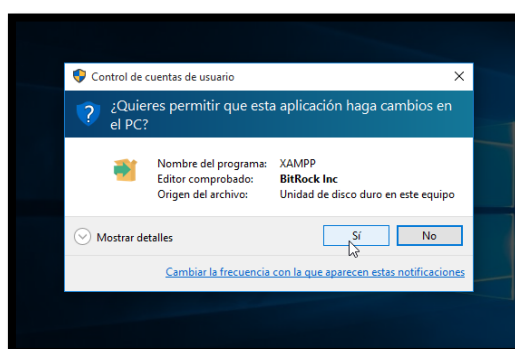 Control de cuentas de usuario
¿Quieres permitir que esta aplicación haga cambios en
el PC?
Nombre del programa: XAMPP
Editor comprobado: BitRock Inc
Origen del archivo: Unidad de disco duro en este equipo
Mostrar detalles
Sí
No
Cambiar la frecuencia con la que aparecen estas notificaciones